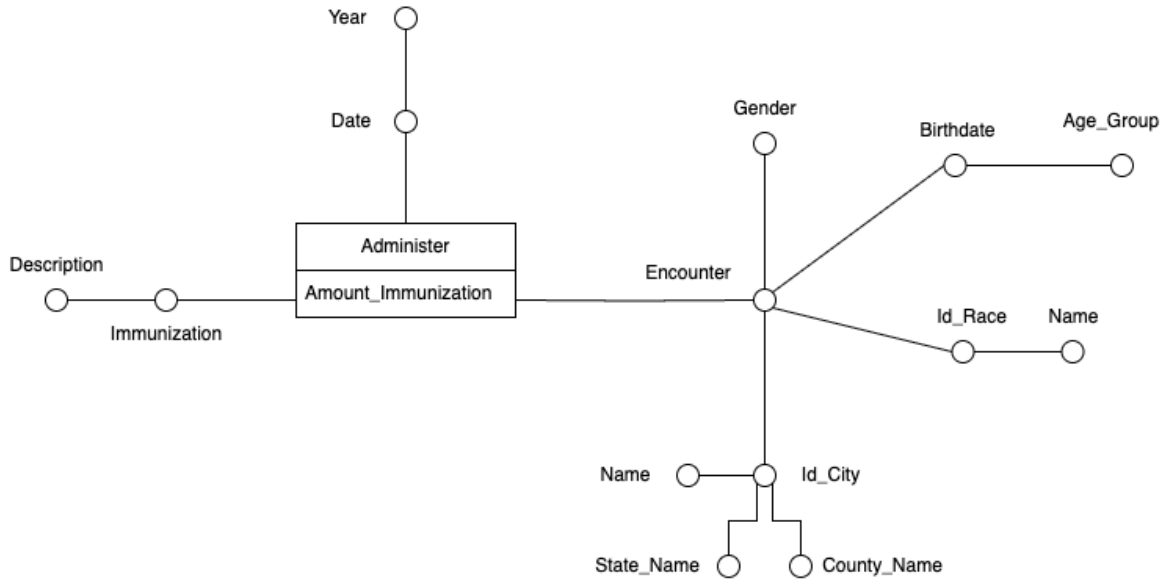 Year
Date
Gender
Birthdate
Age_Group
Administer
Amount_Immunization
Description
Immunization
Encounter
Id_Race
Name
Name
Id_City
State_Name
County_Name